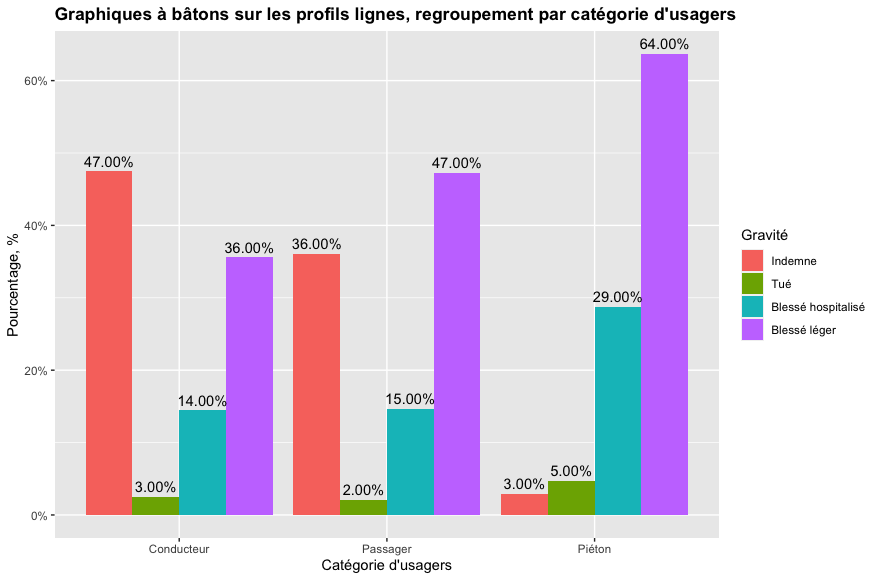 Graphiques à bâtons sur les profils lignes, regroupement par catégorie d'usagers
64.00%
60%
47.00%
47.00%
40%
36.00%
36.00%
29.00%
20%
14.00%
15.00%
3.00%
2.00%
3.00%
5.00%
0%
Pourcentage, %
Conducteur
Passager
Piéton
Catégorie d'usagers
Gravité
Indemne
Tué
Blessé hospitalisé
Blessé léger